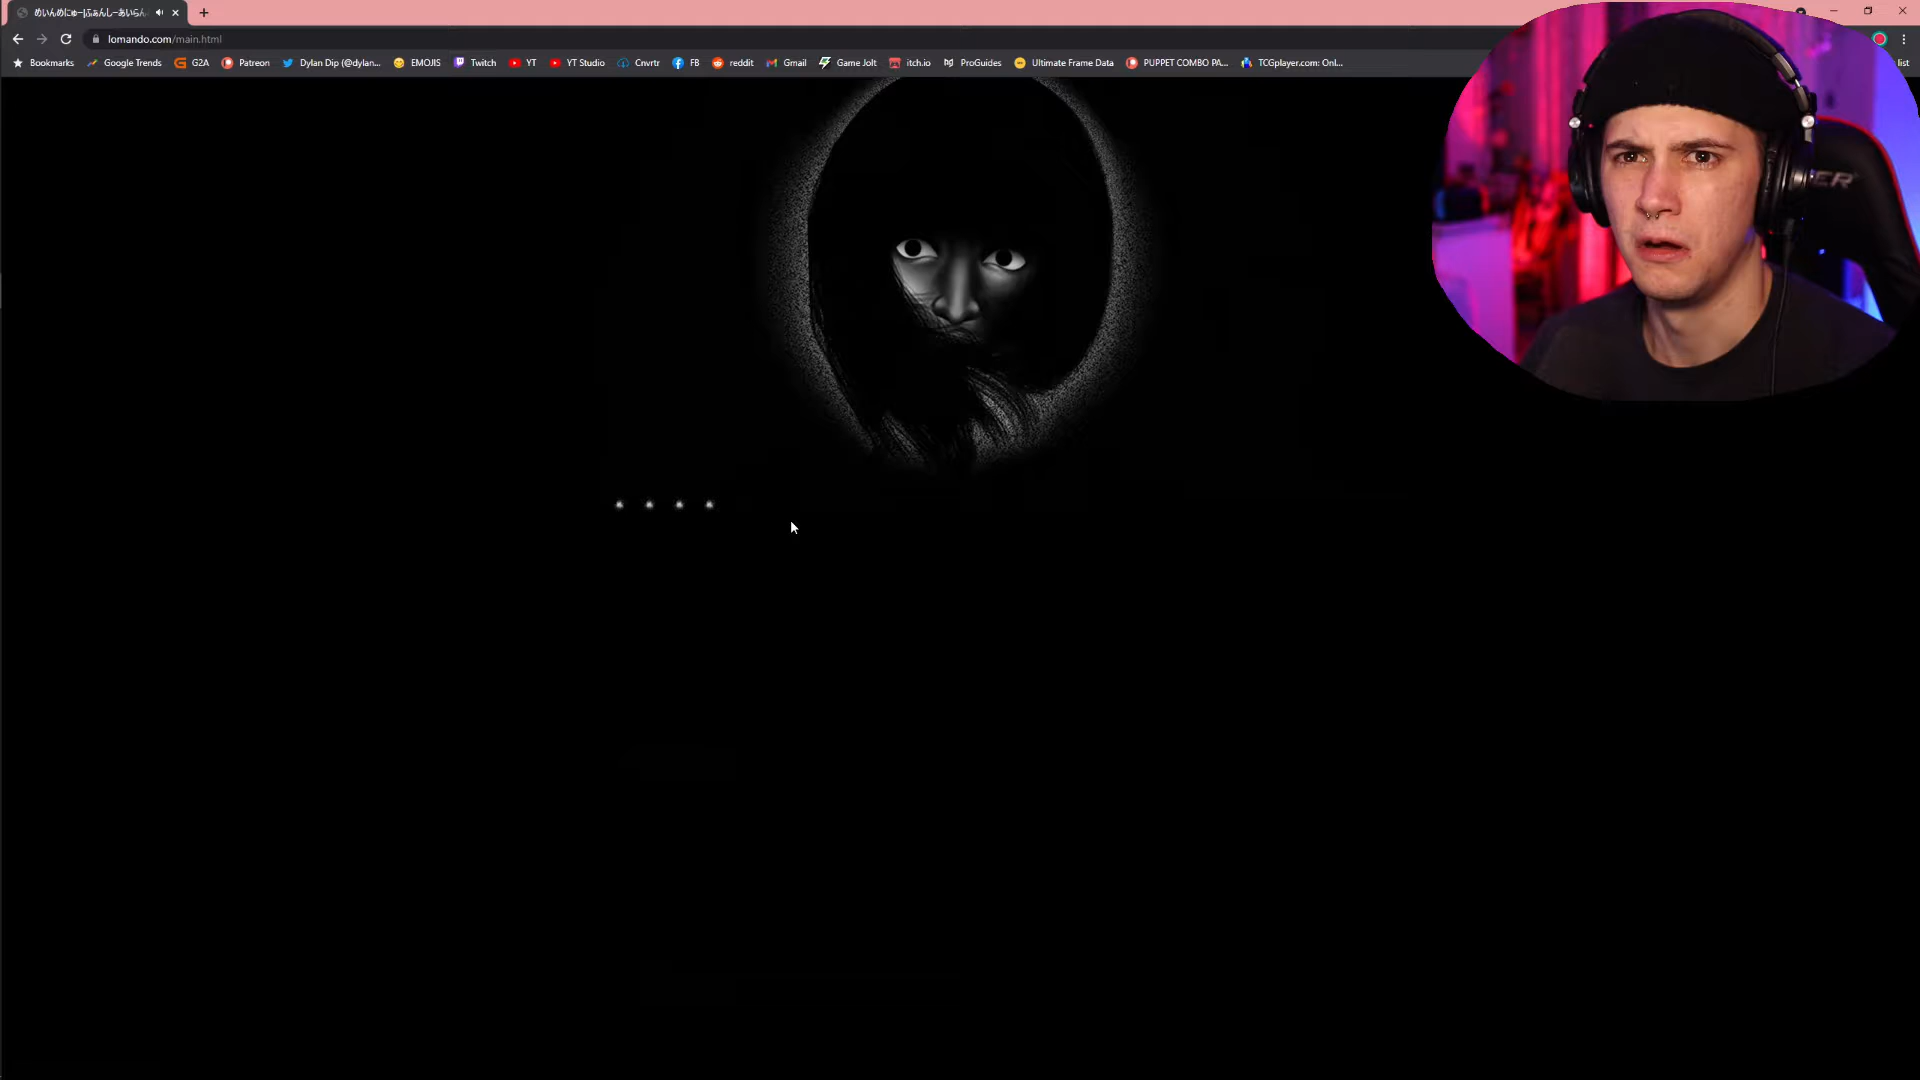 めいんめにゅー|ふぁんしーあいらん
lomando.com/main.html
Bookmarks Google Trends G2A Patreon Dylan Dip (@dylan... EMOJIS Twitch YT YT Studio Cnvrtr FB reddit Gmail Game Jolt itch.io ProGuides Ultimate Frame Data PUPPET COMBO PA... TCGplayer.com: Onl... list